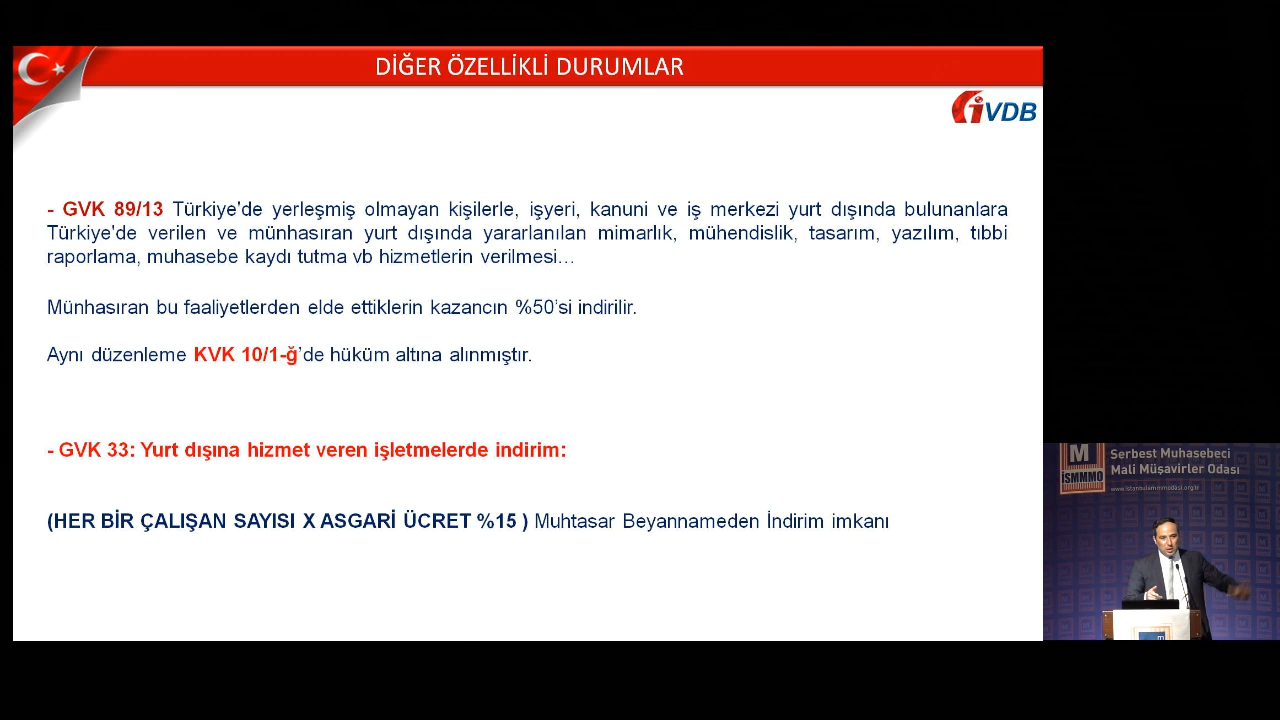 DİĞER ÖZELLİKLİ DURUMLAR
iVDB
- GVK 89/13 Türkiye'de yerleşmiş olmayan kişilerle, işyeri, kanuni ve iş merkezi yurt dışında bulunanlara
Türkiye'de verilen ve münhasıran yurt dışında yararlanılan mimarlık, mühendislik, tasarım, yazılım, tıbbi
raporlama, muhasebe kaydı tutma vb hizmetlerin verilmesi…
Münhasıran bu faaliyetlerden elde ettiklerin kazancın %50'si indirilir.
Aynı düzenleme KVK 10/1-ğ'de hüküm altına alınmıştır.
- GVK 33: Yurt dışına hizmet veren işletmelerde indirim:
(HER BİR ÇALIŞAN SAYISI X ASGARİ ÜCRET %15 ) Muhtasar Beyannameden İndirim imkanı
M
İSMMMO
Serbest Muhasebeci
Mali Müşavirler Odası
www.istanbulsmmmodasi.org.tr